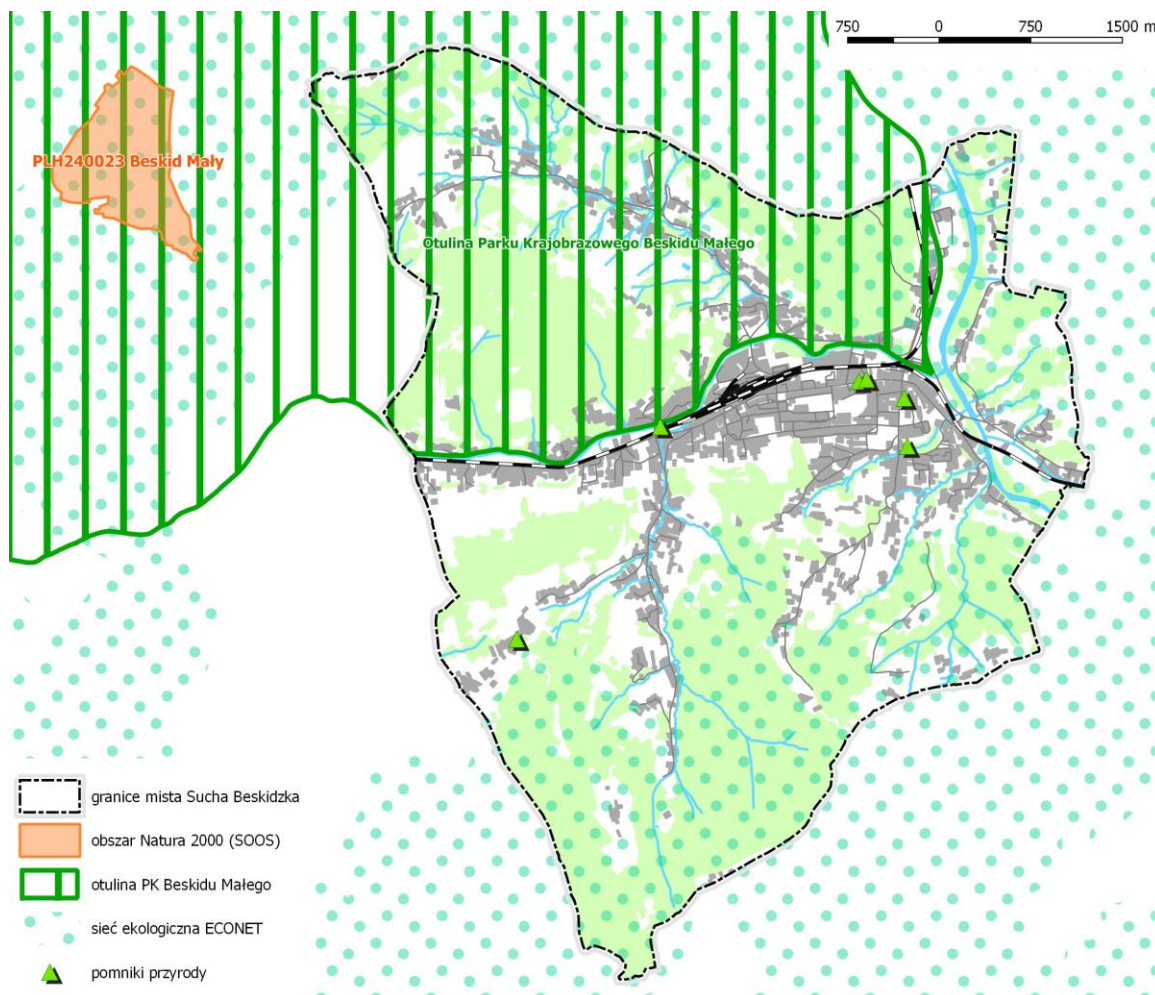 750 0 750 1500 m
PLH240023 Beskid Mały
Otulina Parku Krajobrazowego Beskidu Małego
granice mista Sucha Beskidzka
obszar Natura 2000 (SOOS)
otulina PK Beskidu Małego
sieć ekologiczna ECONET
pomniki przyrody